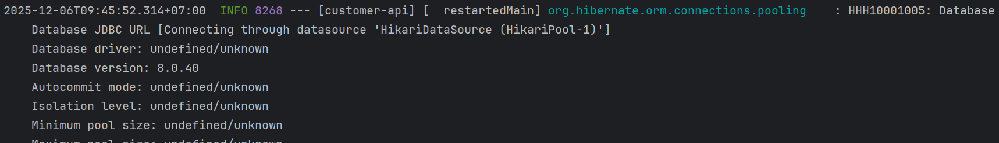 2025-12-06T09:45:52.314+07:00  INFO 8268 --- [customer-api] [  restartedMain] org.hibernate.orm.connections.pooling    : HHH10001005: Database
Database JDBC URL [Connecting through datasource 'HikariDataSource (HikariPool-1)']
Database driver: undefined/unknown
Database version: 8.0.40
Autocommit mode: undefined/unknown
Isolation level: undefined/unknown
Minimum pool size: undefined/unknown
Maximum pool size: undefined/unknown